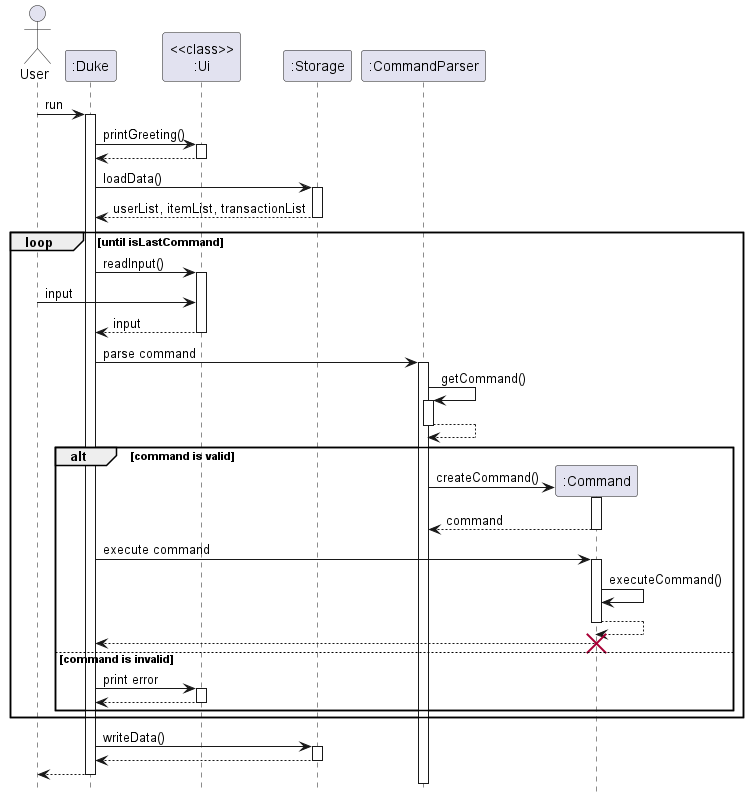 <<class>>
User
:Duke
:Ui
:Storage
:CommandParser
run
printGreeting()
loadData()
userList, itemList, transactionList
loop
[until isLastCommand]
readInput()
input
input
parse command
getCommand()
alt
[command is valid]
createCommand()
:Command
command
execute command
executeCommand()
[command is invalid]
print error
writeData()